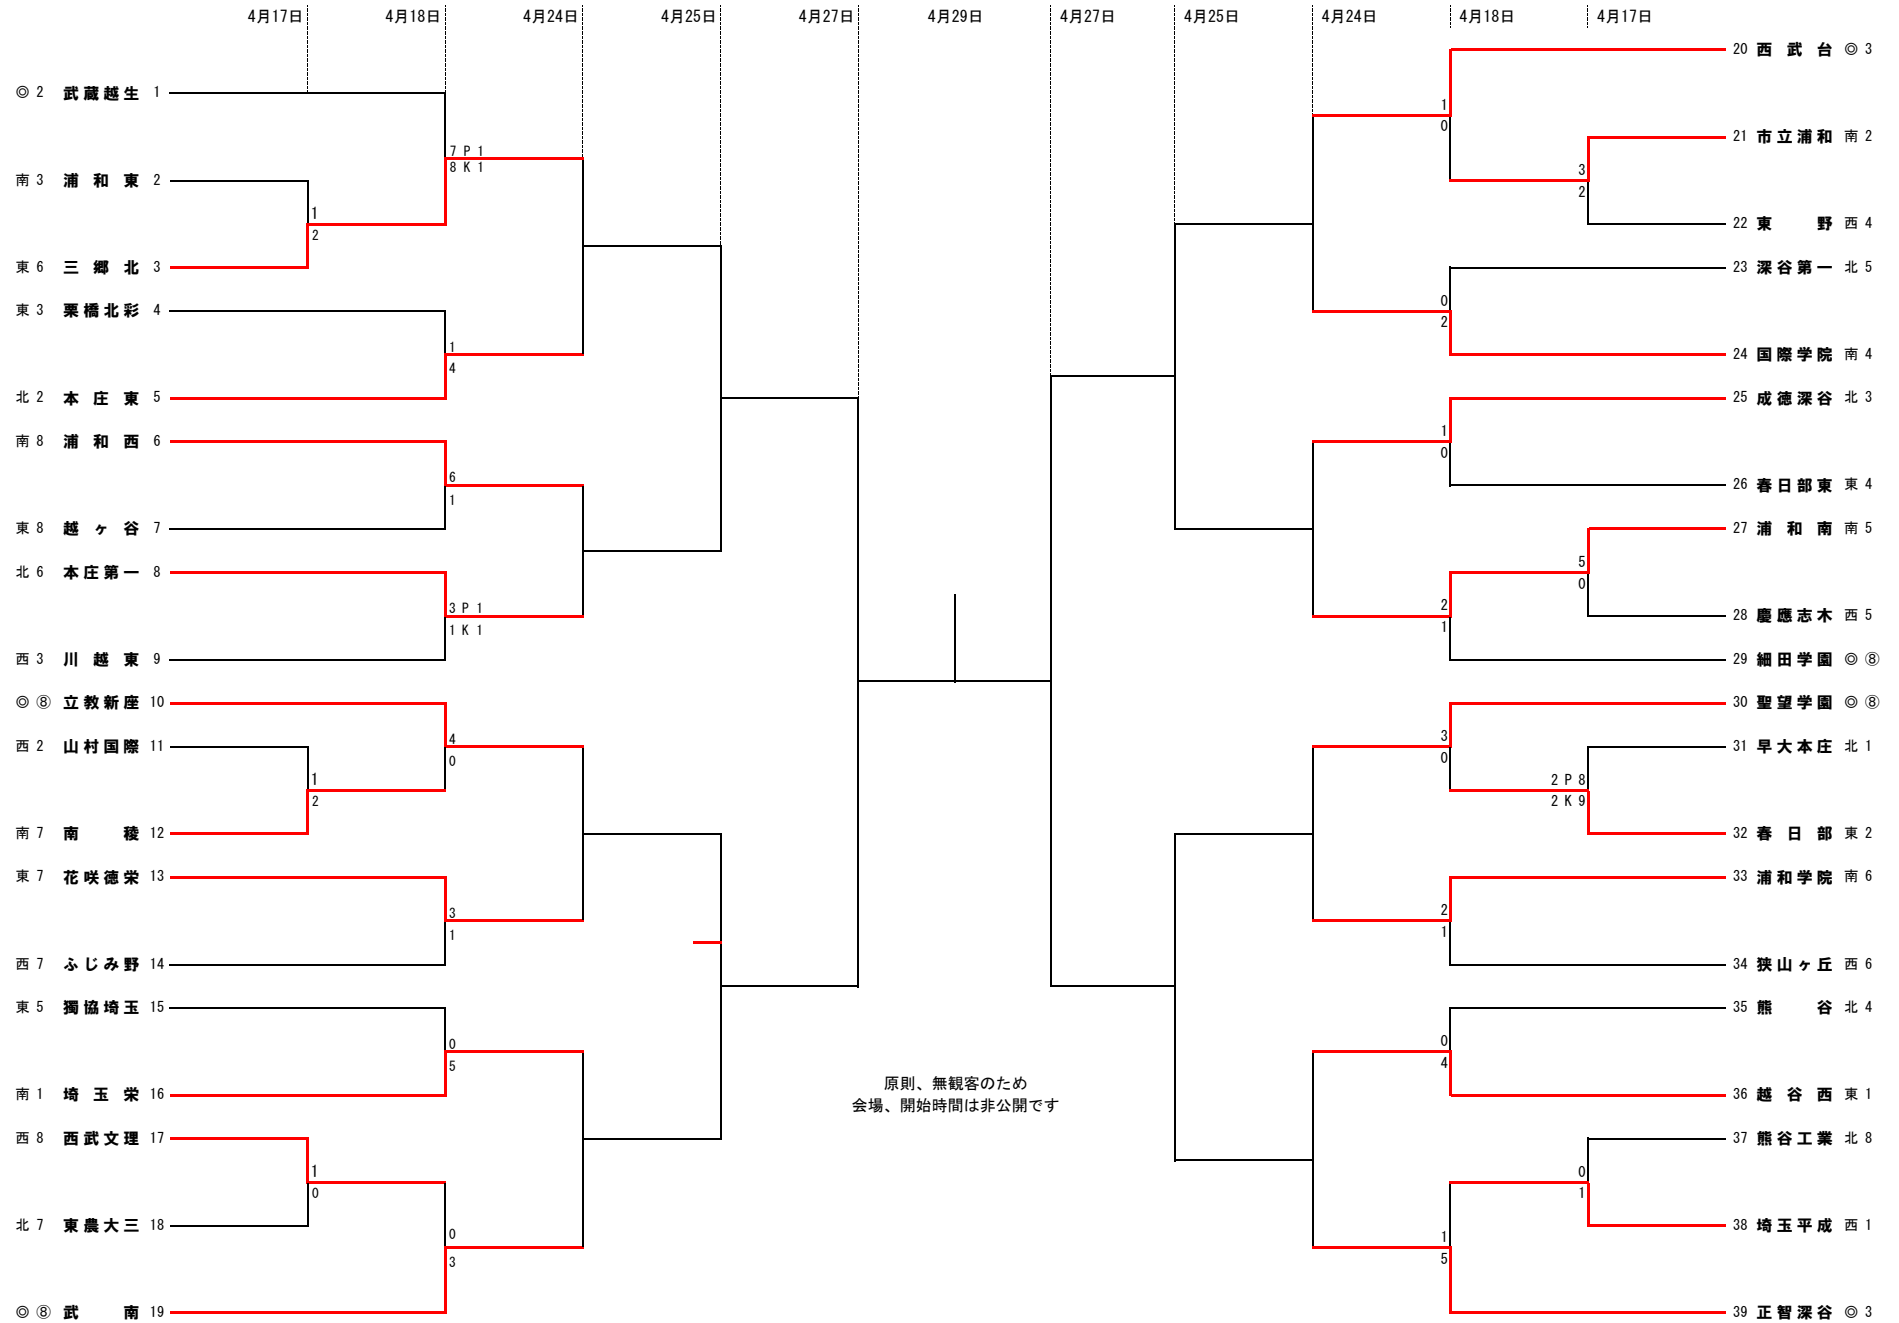 4月17日 4月18日 4月24日 4月25日 4月27日 4月29日 4月27日 4月25日 4月24日 4月18日 4月17日
◎ 2 武蔵越生 1
7 P 1
8 K 1
南 3 浦和東 2
1
2
東 6 三郷北 3
東 3 栗橋北彩 4
1
4
北 2 本庄東 5
南 8 浦和西 6
6
1
東 8 越ヶ谷 7
北 6 本庄第一 8
3 P 1
1 K 1
西 3 川越東 9
◎ ⑧ 立教新座 10
4
0
西 2 山村国際 11
1
2
南 7 南稜 12
東 7 花咲徳栄 13
3
1
西 7 ふじみ野 14
東 5 獨協埼玉 15
0
5
南 1 埼玉栄 16
西 8 西武文理 17
1
0
北 7 東農大三 18
0
3
◎ ⑧ 武南 19
原則、無観客のため
会場、開始時間は非公開です
20 西武台 ◎ 3
1
0
21 市立浦和 南 2
3
2
22 東野 西 4
23 深谷第一 北 5
0
2
24 国際学院 南 4
25 成徳深谷 北 3
1
0
26 春日部東 東 4
27 浦和南 南 5
5
0
28 慶應志木 西 5
2
1
29 細田学園 ◎ ⑧
30 聖望学園 ◎ ⑧
3
0
31 早大本庄 北 1
2 P 8
2 K 9
32 春日部 東 2
33 浦和学院 南 6
2
1
34 狭山ヶ丘 西 6
35 熊谷 北 4
0
4
36 越谷西 東 1
37 熊谷工業 北 8
0
1
38 埼玉平成 西 1
1
5
39 正智深谷 ◎ 3